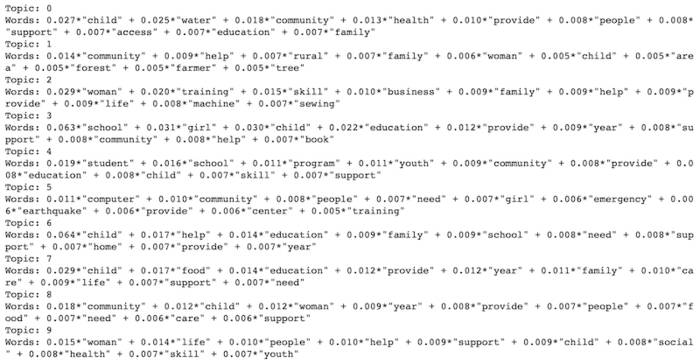 Topic: 0
Words: 0.027*"child" + 0.025*"water" + 0.018*"community" + 0.013*"health" + 0.010*"provide" + 0.008*"people" + 0.008*
"support" + 0.007*"access" + 0.007*"education" + 0.007*"family"
Topic: 1
Words: 0.014*"community" + 0.009*"help" + 0.007*"rural" + 0.007*"family" + 0.006*"woman" + 0.005*"child" + 0.005*"are
a" + 0.005*"forest" + 0.005*"farmer" + 0.005*"tree"
Topic: 2
Words: 0.029*"woman" + 0.020*"training" + 0.015*"skill" + 0.010*"business" + 0.009*"family" + 0.009*"help" + 0.009*"p
rovide" + 0.009*"life" + 0.008*"machine" + 0.007*"sewing"
Topic: 3
Words: 0.063*"school" + 0.031*"girl" + 0.030*"child" + 0.022*"education" + 0.012*"provide" + 0.009*"year" + 0.008*"su
pport" + 0.008*"community" + 0.008*"help" + 0.007*"book"
Topic: 4
Words: 0.019*"student" + 0.016*"school" + 0.011*"program" + 0.011*"youth" + 0.009*"community" + 0.008*"provide" + 0.0
08*"education" + 0.008*"child" + 0.007*"skill" + 0.007*"support"
Topic: 5
Words: 0.011*"computer" + 0.010*"community" + 0.008*"people" + 0.007*"need" + 0.007*"girl" + 0.006*"emergency" + 0.00
6*"earthquake" + 0.006*"provide" + 0.006*"center" + 0.005*"training"
Topic: 6
Words: 0.064*"child" + 0.017*"help" + 0.014*"education" + 0.009*"family" + 0.009*"school" + 0.008*"need" + 0.008*"sup
port" + 0.007*"home" + 0.007*"provide" + 0.007*"year"
Topic: 7
Words: 0.029*"child" + 0.017*"food" + 0.014*"education" + 0.012*"provide" + 0.012*"year" + 0.011*"family" + 0.010*"ca
re" + 0.009*"life" + 0.007*"support" + 0.007*"need"
Topic: 8
Words: 0.018*"community" + 0.012*"child" + 0.012*"woman" + 0.009*"year" + 0.008*"provide" + 0.007*"people" + 0.007*"f
ood" + 0.007*"need" + 0.006*"care" + 0.006*"support"
Topic: 9
Words: 0.015*"woman" + 0.014*"life" + 0.010*"people" + 0.010*"help" + 0.009*"support" + 0.009*"child" + 0.008*"social
" + 0.008*"health" + 0.007*"skill" + 0.007*"youth"